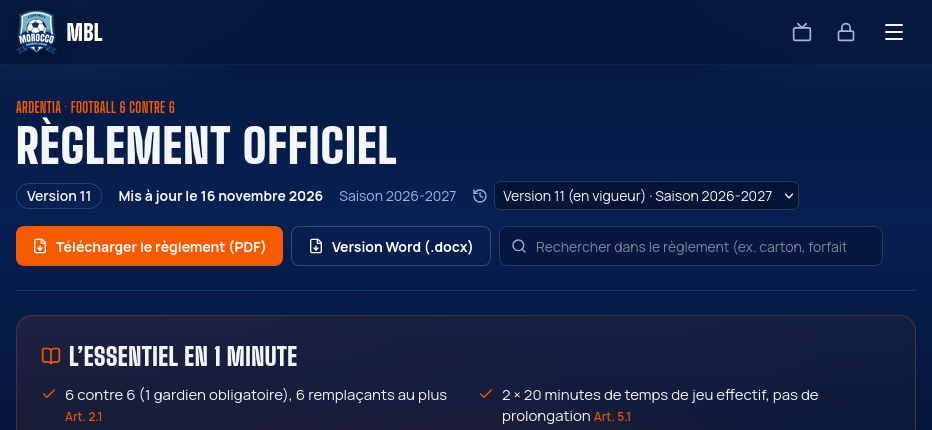 MOROCCO
MBL
ARDENTIA · FOOTBALL 6 CONTRE 6
RÈGLEMENT OFFICIEL
Version 11
Mis à jour le 16 novembre 2026
Saison 2026-2027
Version 11 (en vigueur) · Saison 2026-2027
Télécharger le règlement (PDF)
Version Word (.docx)
Rechercher dans le règlement (ex. carton, forfait
L’ESSENTIEL EN 1 MINUTE
6 contre 6 (1 gardien obligatoire), 6 remplaçants au plus
Art. 2.1
2 × 20 minutes de temps de jeu effectif, pas de
prolongation Art. 5.1